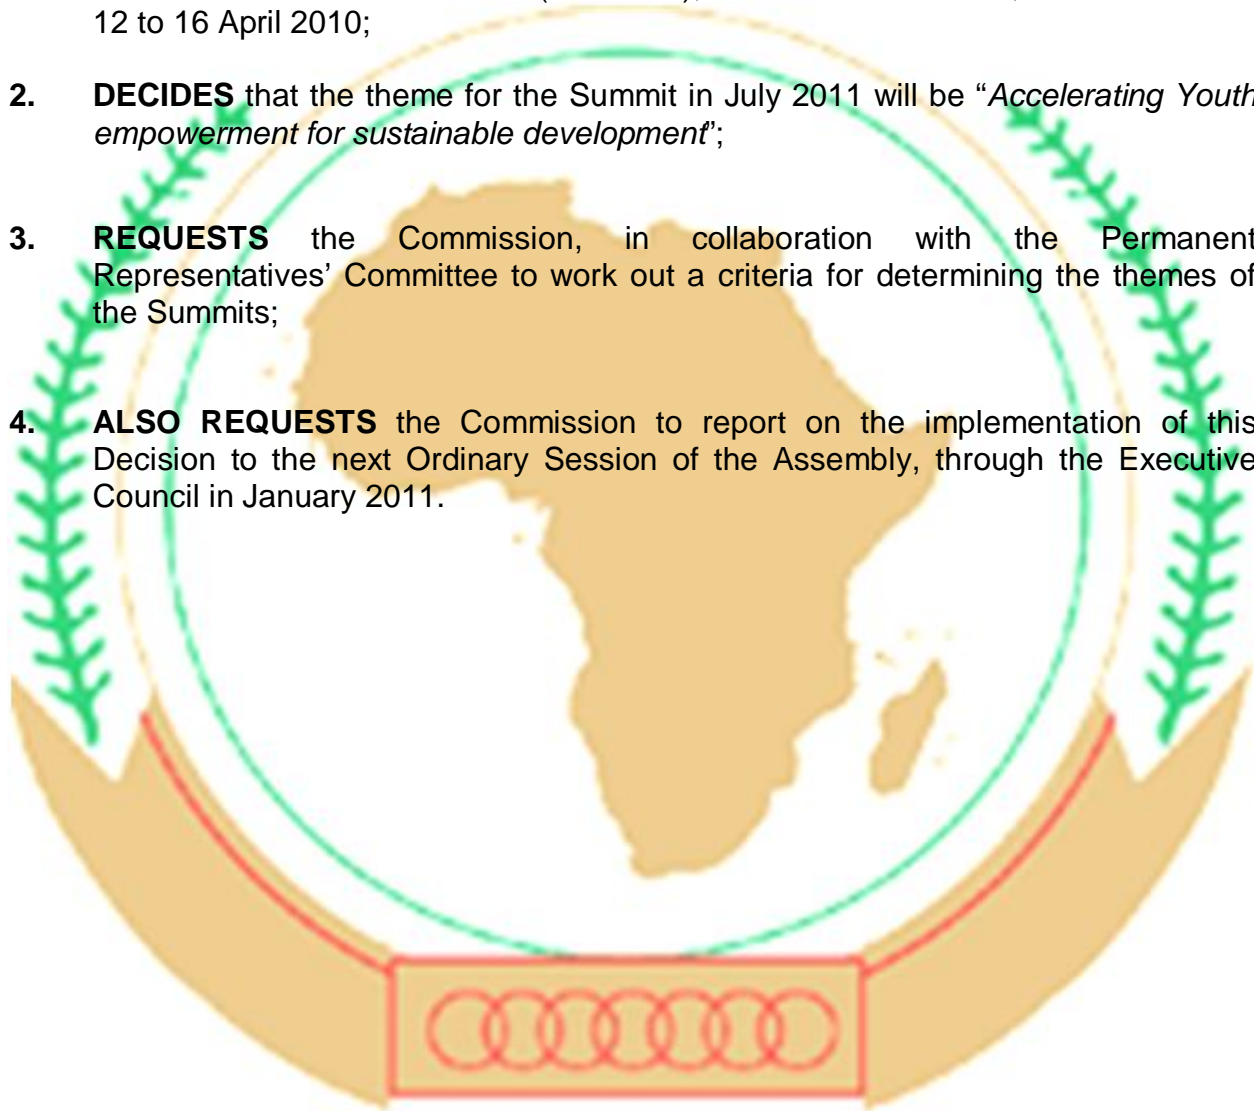 12 to 16 April 2010;
2. DECIDES that the theme for the Summit in July 2011 will be “Accelerating Youth
empowerment for sustainable development”;
3. REQUESTS the Commission, in collaboration with the Permanent
Representatives’ Committee to work out a criteria for determining the themes of
the Summits;
4. ALSO REQUESTS the Commission to report on the implementation of this
Decision to the next Ordinary Session of the Assembly, through the Executive
Council in January 2011.